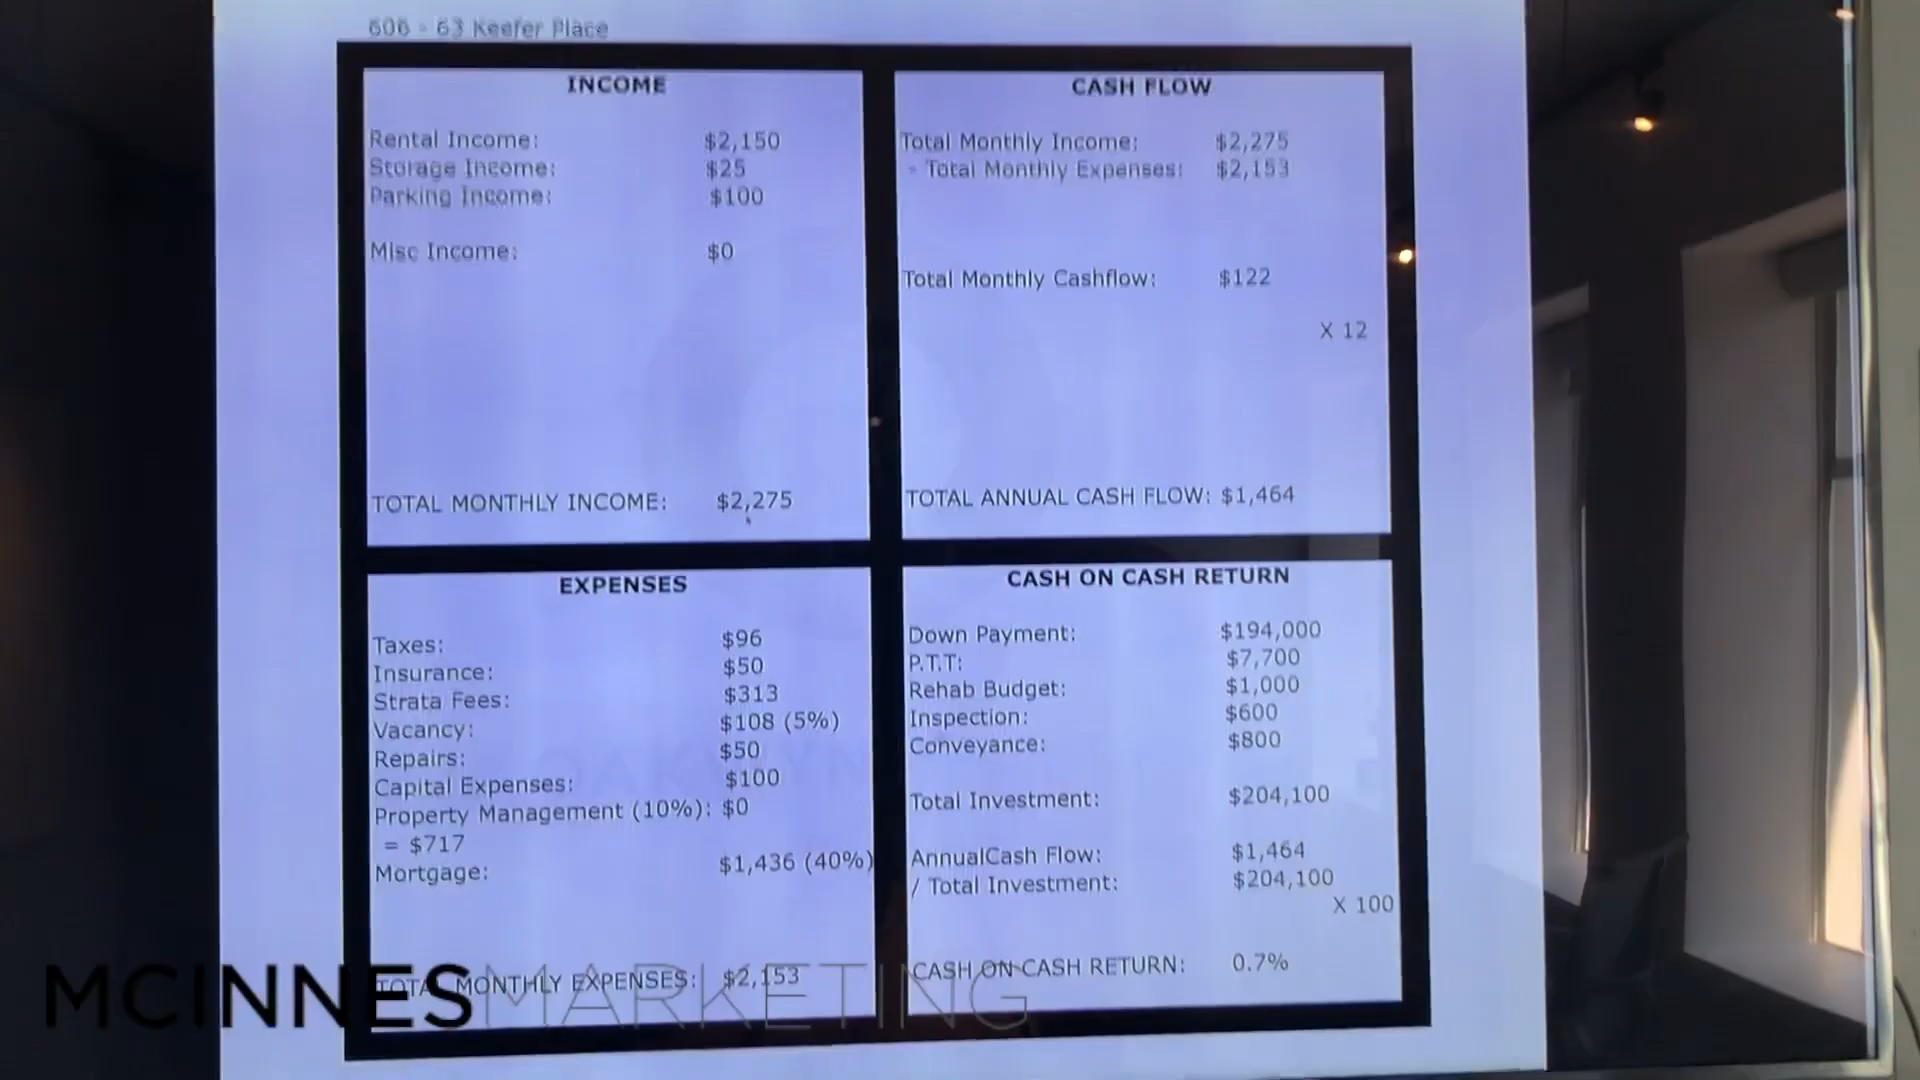 606 - 63 Keefer Place
INCOME
Rental Income: $2,150
Storage Income: $25
Parking Income: $100
Misc Income: $0
TOTAL MONTHLY INCOME: $2,275
CASH FLOW
Total Monthly Income: $2,275
- Total Monthly Expenses: $2,153
Total Monthly Cashflow: $122
X 12
TOTAL ANNUAL CASH FLOW: $1,464
EXPENSES
Taxes: $96
Insurance: $50
Strata Fees: $313
Vacancy: $108 (5%)
Repairs: $50
Capital Expenses: $100
Property Management (10%): $0
= $717
Mortgage: $1,436 (40%)
TOTAL MONTHLY EXPENSES: $2,153
CASH ON CASH RETURN
Down Payment: $194,000
P.T.T: $7,700
Rehab Budget: $1,000
Inspection: $600
Conveyance: $800
Total Investment: $204,100
AnnualCash Flow: $1,464
/ Total Investment: $204,100
X 100
CASH ON CASH RETURN: 0.7%
MCINNES MARKETING